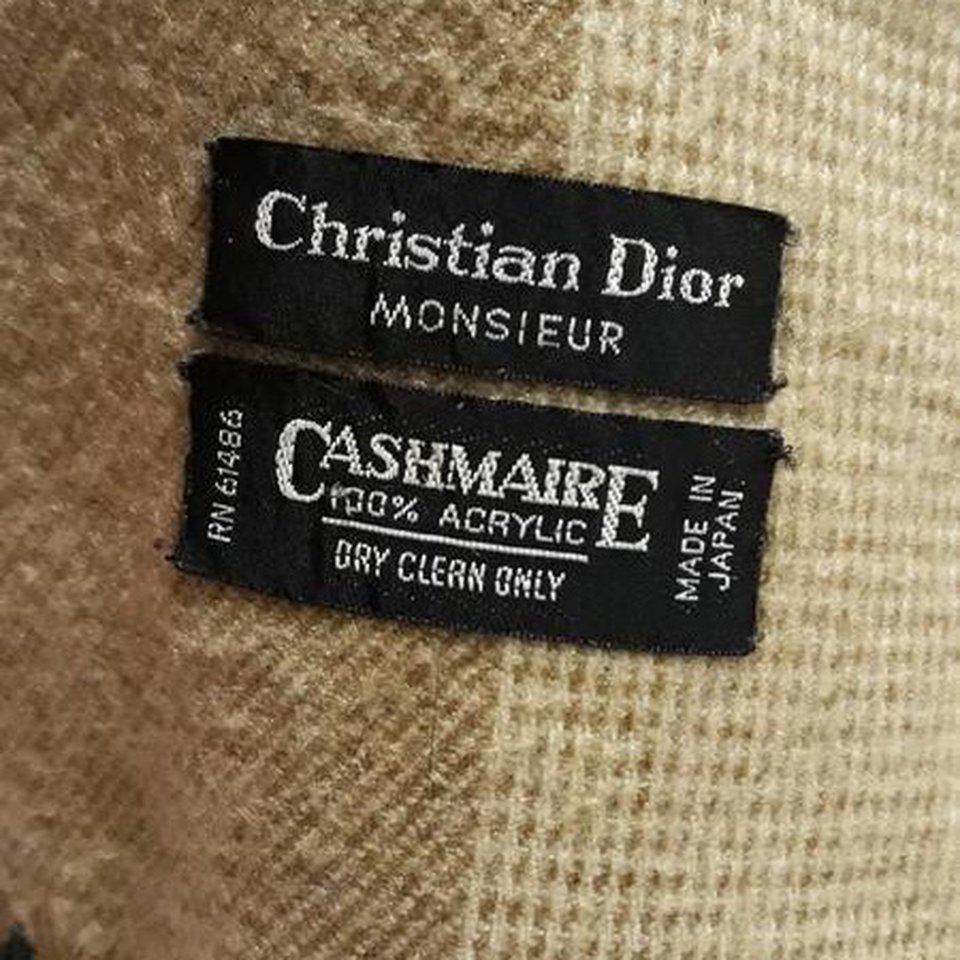 Christian Dior
MONSIEUR
RN 61486
CASHMAIRE
100% ACRYLIC
DRY CLEAN ONLY
MADE IN
JAPAN